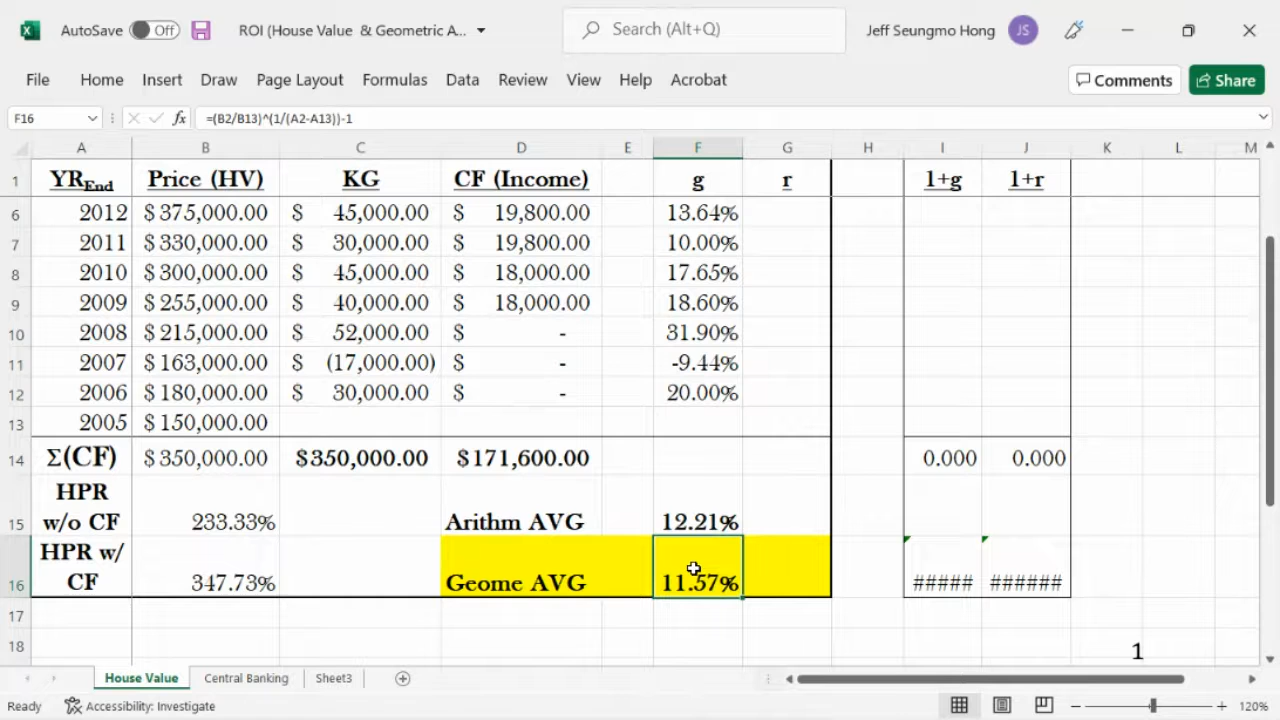 AutoSave Off ROI (House Value & Geometric A... Search (Alt+Q) Jeff Seungmo Hong JS
File Home Insert Draw Page Layout Formulas Data Review View Help Acrobat Comments Share
F16 fx =(B2/B13)^(1/(A2-A13))-1
A B C D E F G H I J K L M
1 YREnd Price (HV) KG CF (Income) g r 1+g 1+r
6 2012 $ 375,000.00 $ 45,000.00 $ 19,800.00 13.64%
7 2011 $ 330,000.00 $ 30,000.00 $ 19,800.00 10.00%
8 2010 $ 300,000.00 $ 45,000.00 $ 18,000.00 17.65%
9 2009 $ 255,000.00 $ 40,000.00 $ 18,000.00 18.60%
10 2008 $ 215,000.00 $ 52,000.00 $ - 31.90%
11 2007 $ 163,000.00 $ (17,000.00) $ - -9.44%
12 2006 $ 180,000.00 $ 30,000.00 $ - 20.00%
13 2005 $ 150,000.00
14 Σ(CF) $ 350,000.00 $350,000.00 $171,600.00 0.000 0.000
HPR
15 w/o CF 233.33% Arithm AVG 12.21%
HPR w/
16 CF 347.73% Geome AVG 11.57% ##### ######
17
18 1
House Value Central Banking Sheet3
Ready Accessibility: Investigate 120%